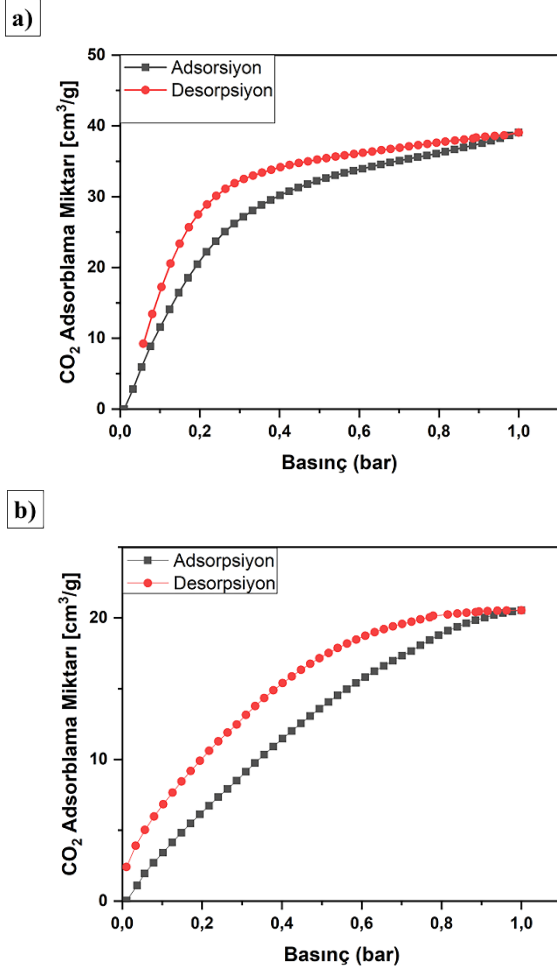 a)
50
40
30
20
10
0
Adsorsiyon
Desorpsiyon
CO₂ Adsorblama Miktarı [cm³/g]
0,0 0,2 0,4 0,6 0,8 1,0
Basınç (bar)
b)
20
10
0
Adsorpsiyon
Desorpsiyon
CO₂ Adsorblama Miktarı [cm³/g]
0,0 0,2 0,4 0,6 0,8 1,0
Basınç (bar)